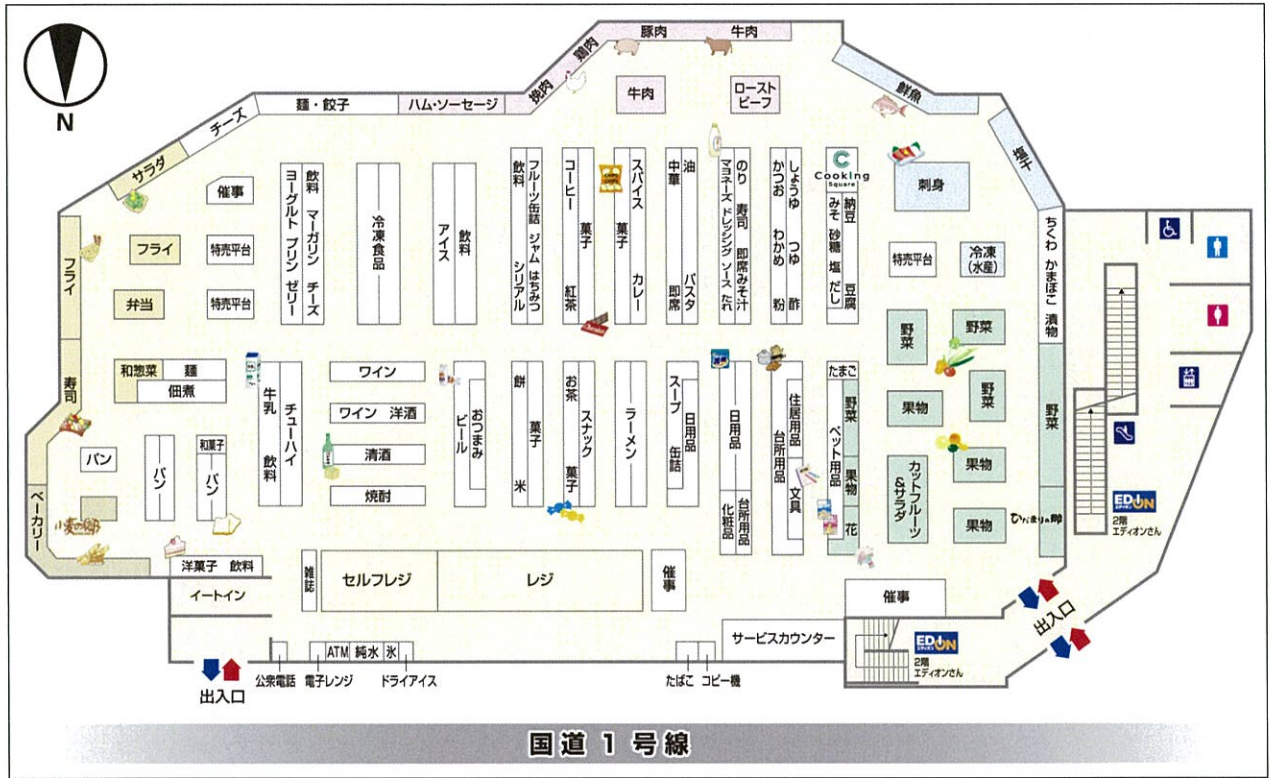 N
豚肉
牛肉
鶏肉
挽肉
牛肉
ローストビーフ
鮮魚
塩干
麺・餃子
ハム・ソーセージ
チーズ
サラダ
催事
飲料 マーガリン チーズ
ヨーグルト プリン ゼリー
冷凍食品
飲料
アイス
フルーツ缶詰 ジャム はちみつ
飲料 シリアル
菓子
コーヒー 紅茶
スパイス カレー
菓子
油 パスタ
中華 即席
のり 寿司 即席みそ汁
マヨネーズ ドレッシング ソース たれ
しょうゆ つゆ 酢
かつお わかめ 粉
Cooking
Square
納豆 豆腐
みそ 砂糖 塩 だし
刺身
特売平台
冷凍
(水産)
ちくわ かまぼこ 漬物
フライ
フライ
特売平台
弁当
特売平台
和惣菜
麺
佃煮
寿司
パン
パン
和菓子
パン
ベーカリー
小麦の郷
洋菓子 飲料
イートイン
チューハイ
牛乳 飲料
ワイン
ワイン 洋酒
清酒
焼酎
おつまみ
ビール
菓子
餅 米
スナック
お茶 菓子
ラーメン
日用品
スープ 缶詰
日用品
台所用品
化粧品
住居用品 文具
台所用品
たまご
野菜 果物 花
ペット用品
野菜
野菜
果物
野菜
果物
カットフルーツ
&サラダ
果物
野菜
ひだまりの郷
雑誌
セルフレジ
レジ
催事
催事
サービスカウンター
ATM
純水
氷
公衆電話
電子レンジ
ドライアイス
たばこ
コピー機
出入口
出入口
EDION
エディオン
2階
エディオンさん
EDION
エディオン
2階
エディオンさん
国道1号線